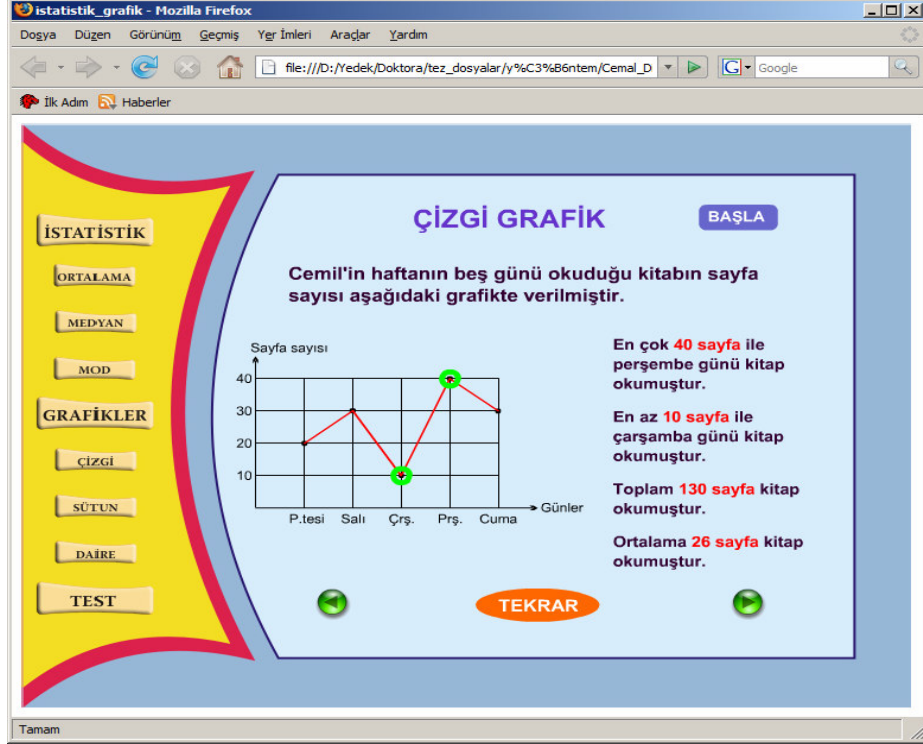 istatistik_grafik - Mozilla Firefox
Dosya Düzen Görünüm Geçmiş Yer İmleri Araçlar Yardım
file:///D:/Yedek/Doktora/tez_dosyalar/y%C3%B6ntem/Cemal_D
G Google
İlk Adım Haberler
İSTATİSTİK
ORTALAMA
MEDYAN
MOD
GRAFİKLER
ÇİZGİ
SÜTUN
DAİRE
TEST
ÇİZGİ GRAFİK
BAŞLA
Cemil'in haftanın beş günü okuduğu kitabın sayfa
sayısı aşağıdaki grafikte verilmiştir.
Sayfa sayısı
40
30
20
10
P.tesi Salı Çrş. Prş. Cuma
Günler
En çok 40 sayfa ile
perşembe günü kitap
okumuştur.
En az 10 sayfa ile
çarşamba günü kitap
okumuştur.
Toplam 130 sayfa kitap
okumuştur.
Ortalama 26 sayfa kitap
okumuştur.
TEKRAR
Tamam